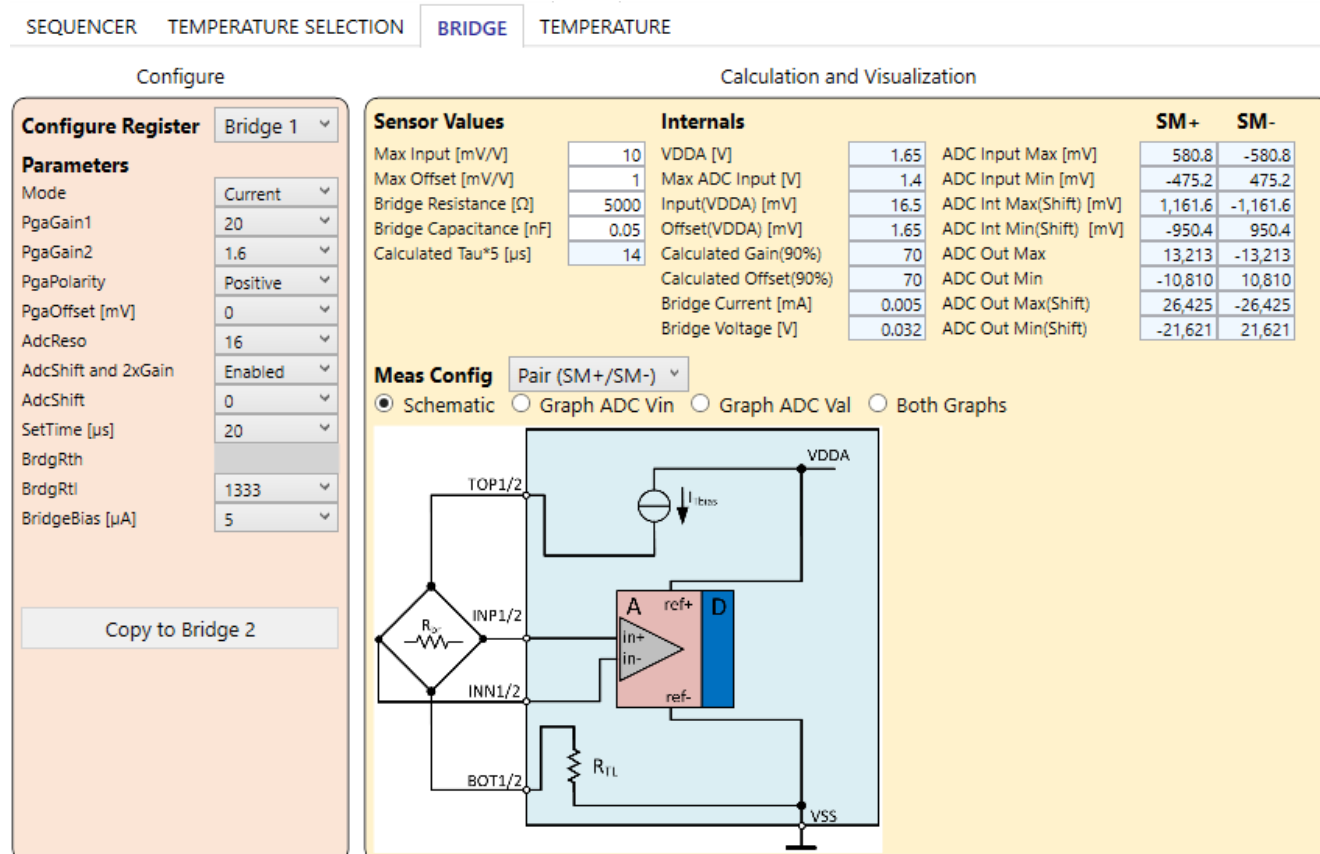 SEQUENCER TEMPERATURE SELECTION BRIDGE TEMPERATURE
Configure
Configure Register Bridge 1
Parameters
Mode Current
PgaGain1 20
PgaGain2 1.6
PgaPolarity Positive
PgaOffset [mV] 0
AdcReso 16
AdcShift and 2xGain Enabled
AdcShift 0
SetTime [µs] 20
BrdgRth
BrdgRtl 1333
BridgeBias [µA] 5
Copy to Bridge 2
Calculation and Visualization
Sensor Values Internals SM+ SM-
Max Input [mV/V] 10 VDDA [V] 1.65 ADC Input Max [mV] 580.8 -580.8
Max Offset [mV/V] 1 Max ADC Input [V] 1.4 ADC Input Min [mV] -475.2 475.2
Bridge Resistance [Ω] 5000 Input(VDDA) [mV] 16.5 ADC Int Max(Shift) [mV] 1,161.6 -1,161.6
Bridge Capacitance [nF] 0.05 Offset(VDDA) [mV] 1.65 ADC Int Min(Shift) [mV] -950.4 950.4
Calculated Tau*5 [µs] 14 Calculated Gain(90%) 70 ADC Out Max 13,213 -13,213
Calculated Offset(90%) 70 ADC Out Min -10,810 10,810
Bridge Current [mA] 0.005 ADC Out Max(Shift) 26,425 -26,425
Bridge Voltage [V] 0.032 ADC Out Min(Shift) -21,621 21,621
Meas Config Pair (SM+/SM-)
Schematic Graph ADC Vin Graph ADC Val Both Graphs
VDDA
TOP1/2
A ref+ D
INP1/2
in+
in-
INN1/2
ref-
RTL
BOT1/2
VSS